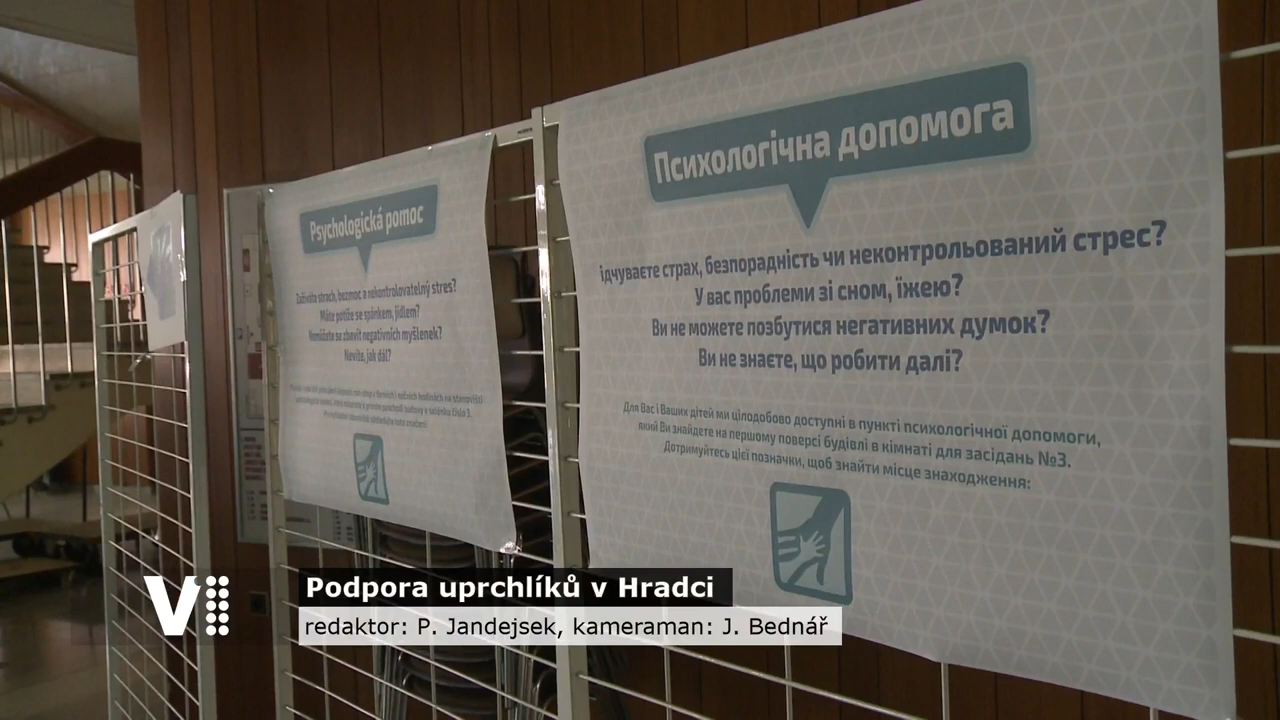 Psychologická pomoc
Zažíváte strach, bezmoc a nekontrolovatelný stres?
Máte potíže se spánkem, jídlem?
Nemůžete se zbavit negativních myšlenek?
Nevíte, jak dál?
Психологічна допомога
ідчуваєте страх, безпорадність чи неконтрольований стрес?
У вас проблеми зі сном, їжею?
Ви не можете позбутися негативних думок?
Ви не знаєте, що робити далі?
Для Вас і Ваших дітей ми цілодобово доступні в пункті психологічної допомоги,
який Ви знайдете на першому поверсі будівлі в кімнаті для засідань №3.
Дотримуйтесь цієї позначки, щоб знайти місце знаходження:
V
Podpora uprchlíků v Hradci
redaktor: P. Jandejsek, kameraman: J. Bednář